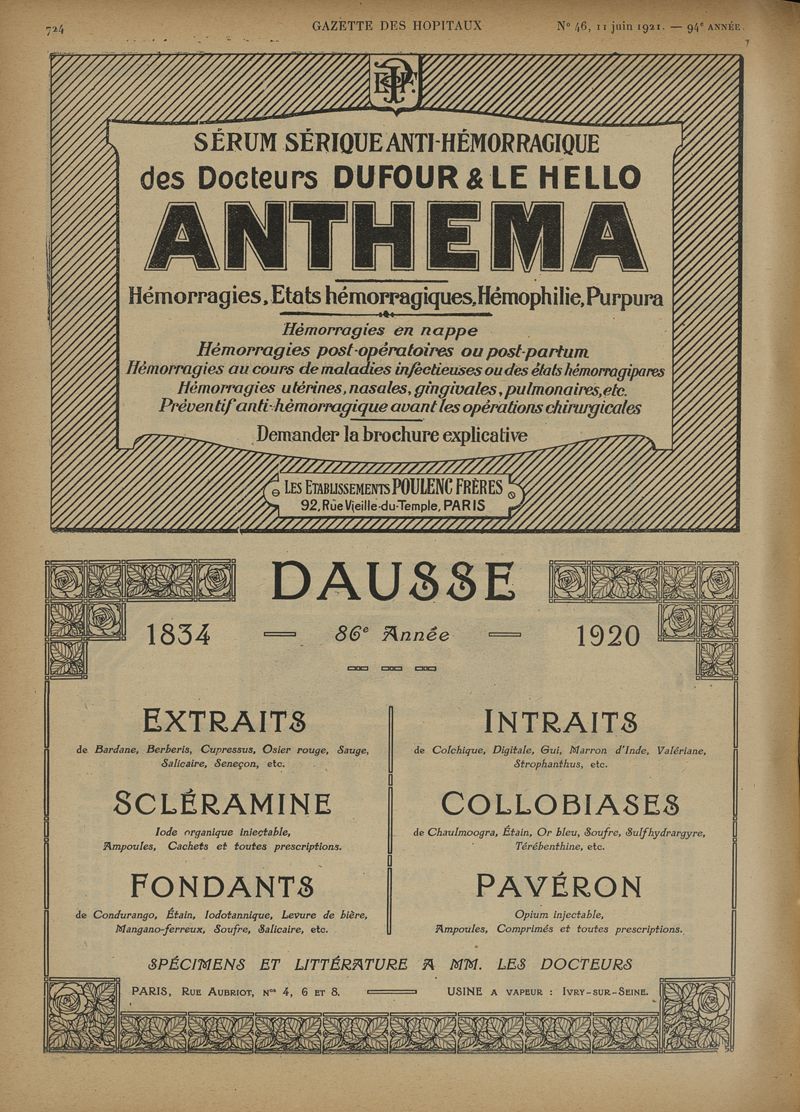 724
GAZETTE DES HOPITAUX
Nº 46, 11 juin 1921. — 94e ANNÉE.
SÉRUM SÉRIQUE ANTI-HÉMORRAGIQUE
des Docteurs DUFOUR & LE HELLO
ANTHEMA
Hémorragies, Etats hémorragiques, Hémophilie, Purpura
Hémorragies en nappe
Hémorragies post-opératoires ou post-partum
Hémorragies au cours de maladies infectieuses ou des états hémorragipares
Hémorragies utérines, nasales, gingivales, pulmonaires, etc.
Préventif anti-hémorragique avant les opérations chirurgicales
Demander la brochure explicative
LES ETABLISSEMENTS POULENC FRÈRES
92, Rue Vieille-du-Temple, PARIS
DAUSSE
1834 — 86e Année — 1920
EXTRAITS
de Bardane, Berberis, Cupressus, Osier rouge, Sauge,
Salicaire, Seneçon, etc.
SCLÉRAMINE
Iode organique injectable,
Ampoules, Cachets et toutes prescriptions.
FONDANTS
de Condurango, Étain, Iodotannique, Levure de bière,
Mangano-ferreux, Soufre, Salicaire, etc.
INTRAITS
de Colchique, Digitale, Gui, Marron d'Inde, Valériane,
Strophanthus, etc.
COLLOBIASES
de Chaulmoogra, Étain, Or bleu, Soufre, Sulfhydrargyre,
Térébenthine, etc.
PAVÉRON
Opium injectable,
Ampoules, Comprimés et toutes prescriptions.
SPÉCIMENS ET LITTÉRATURE A MM. LES DOCTEURS
PARIS, RUE AUBRIOT, Nos 4, 6 ET 8. — USINE A VAPEUR : IVRY-SUR-SEINE.